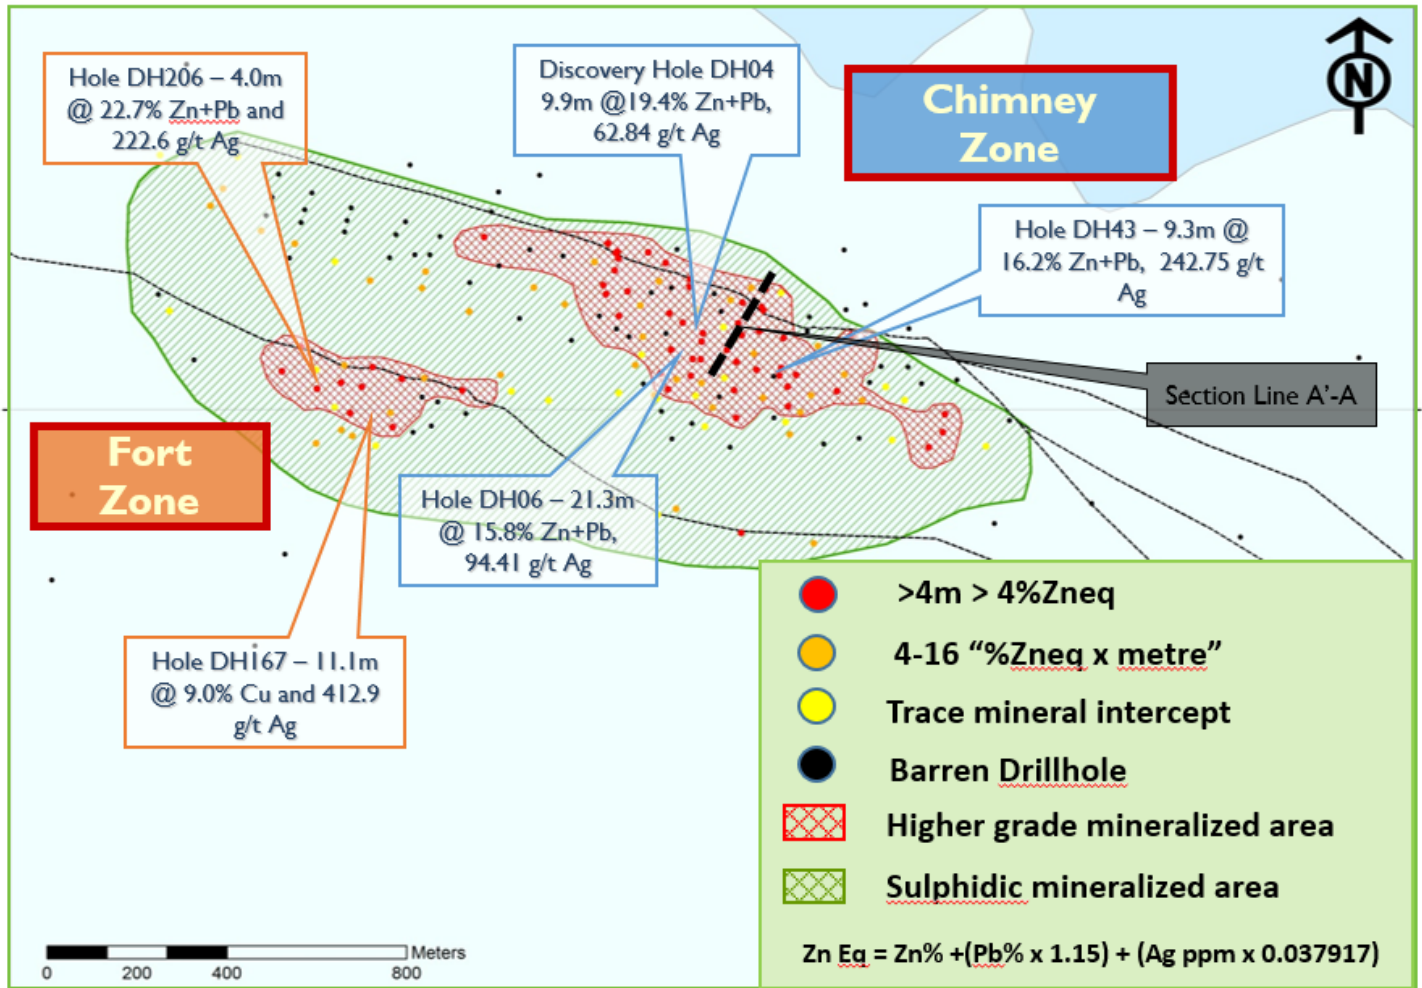 Hole DH206 – 4.0m
@ 22.7% Zn+Pb and
222.6 g/t Ag
Discovery Hole DH04
9.9m @19.4% Zn+Pb,
62.84 g/t Ag
Chimney
Zone
N
Hole DH43 – 9.3m @
16.2% Zn+Pb, 242.75 g/t
Ag
Section Line A'-A
Fort
Zone
Hole DH06 – 21.3m
@ 15.8% Zn+Pb,
94.41 g/t Ag
Hole DH167 – 11.1m
@ 9.0% Cu and 412.9
g/t Ag
>4m > 4%Zneq
4-16 “%Zneq x metre”
Trace mineral intercept
Barren Drillhole
Higher grade mineralized area
Sulphidic mineralized area
Zn Eq = Zn% +(Pb% x 1.15) + (Ag ppm x 0.037917)
Meters
0 200 400 800